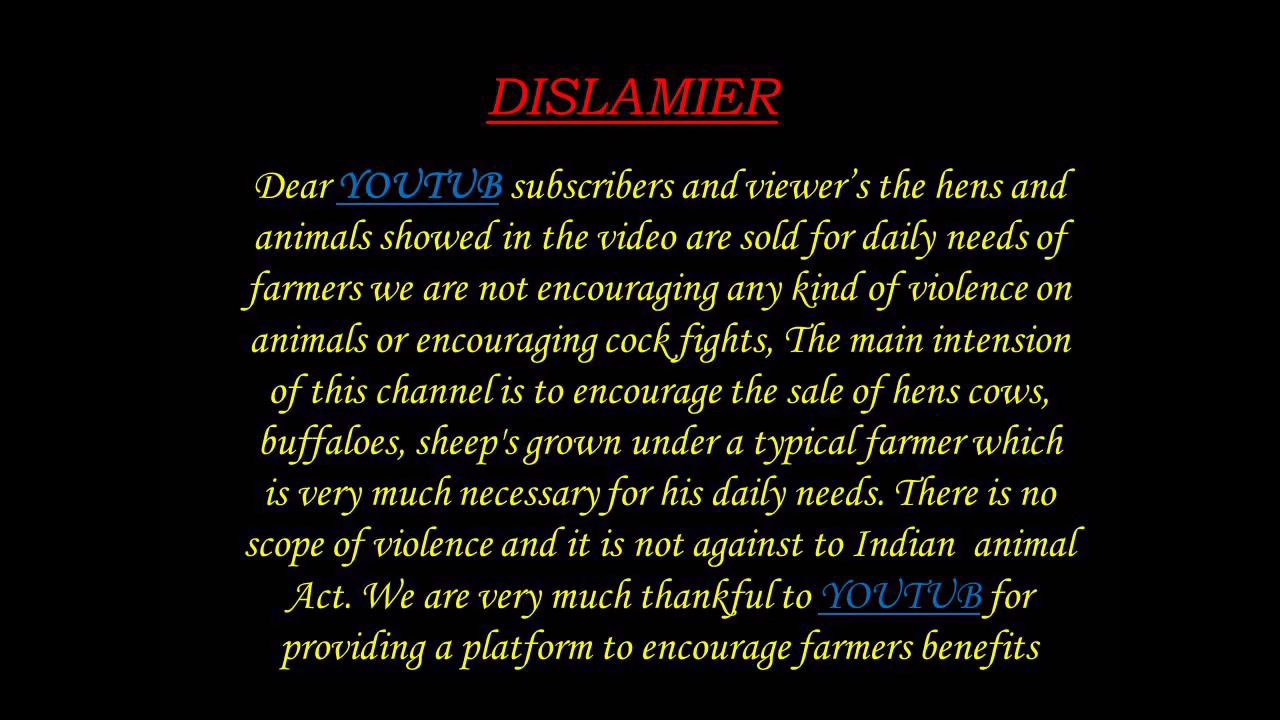 DISLAMIER
Dear YOUTUB subscribers and viewer’s the hens and
animals showed in the video are sold for daily needs of
farmers we are not encouraging any kind of violence on
animals or encouraging cock fights, The main intension
of this channel is to encourage the sale of hens cows,
buffaloes, sheep's grown under a typical farmer which
is very much necessary for his daily needs. There is no
scope of violence and it is not against to Indian  animal
Act. We are very much thankful to YOUTUB for
providing a platform to encourage farmers benefits